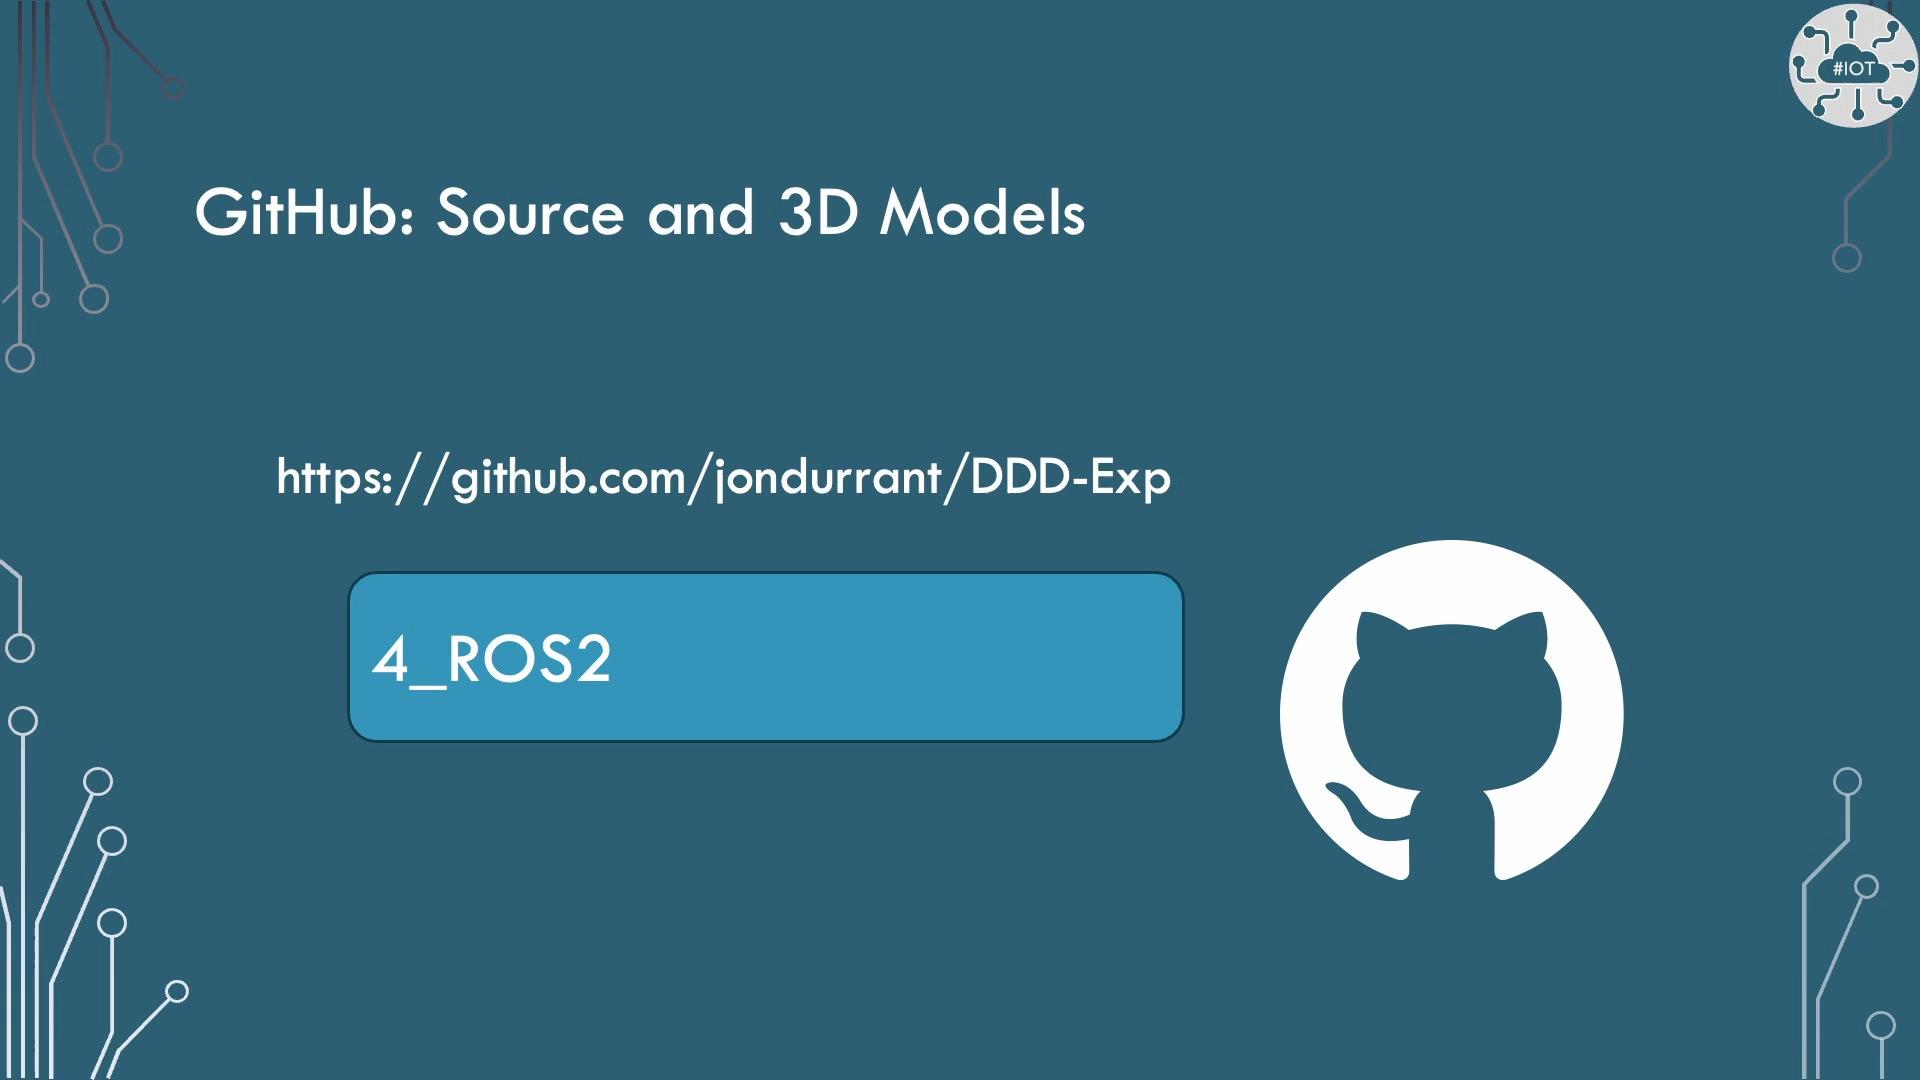 #IOT
GitHub: Source and 3D Models
https://github.com/jondurrant/DDD-Exp
4_ROS2